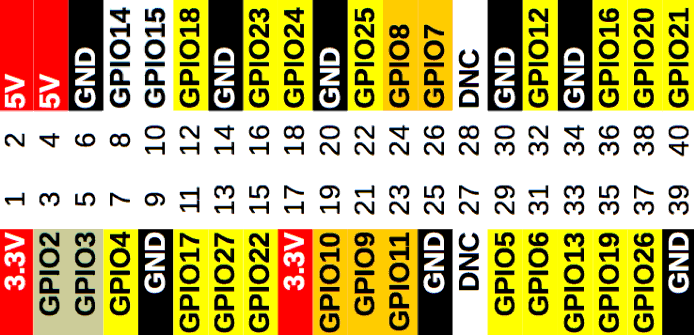 5V 5V GND GPIO14 GPIO15 GPIO18 GND GPIO23 GPIO24 GND GPIO25 GPIO8 GPIO7 DNC GND GPIO12 GND GPIO16 GPIO20 GPIO21
2 4 6 8 10 12 14 16 18 20 22 24 26 28 30 32 34 36 38 40
1 3 5 7 9 11 13 15 17 19 21 23 25 27 29 31 33 35 37 39
3.3V GPIO2 GPIO3 GPIO4 GND GPIO17 GPIO27 GPIO22 3.3V GPIO10 GPIO9 GPIO11 GND DNC GPIO5 GPIO6 GPIO13 GPIO19 GPIO26 GND